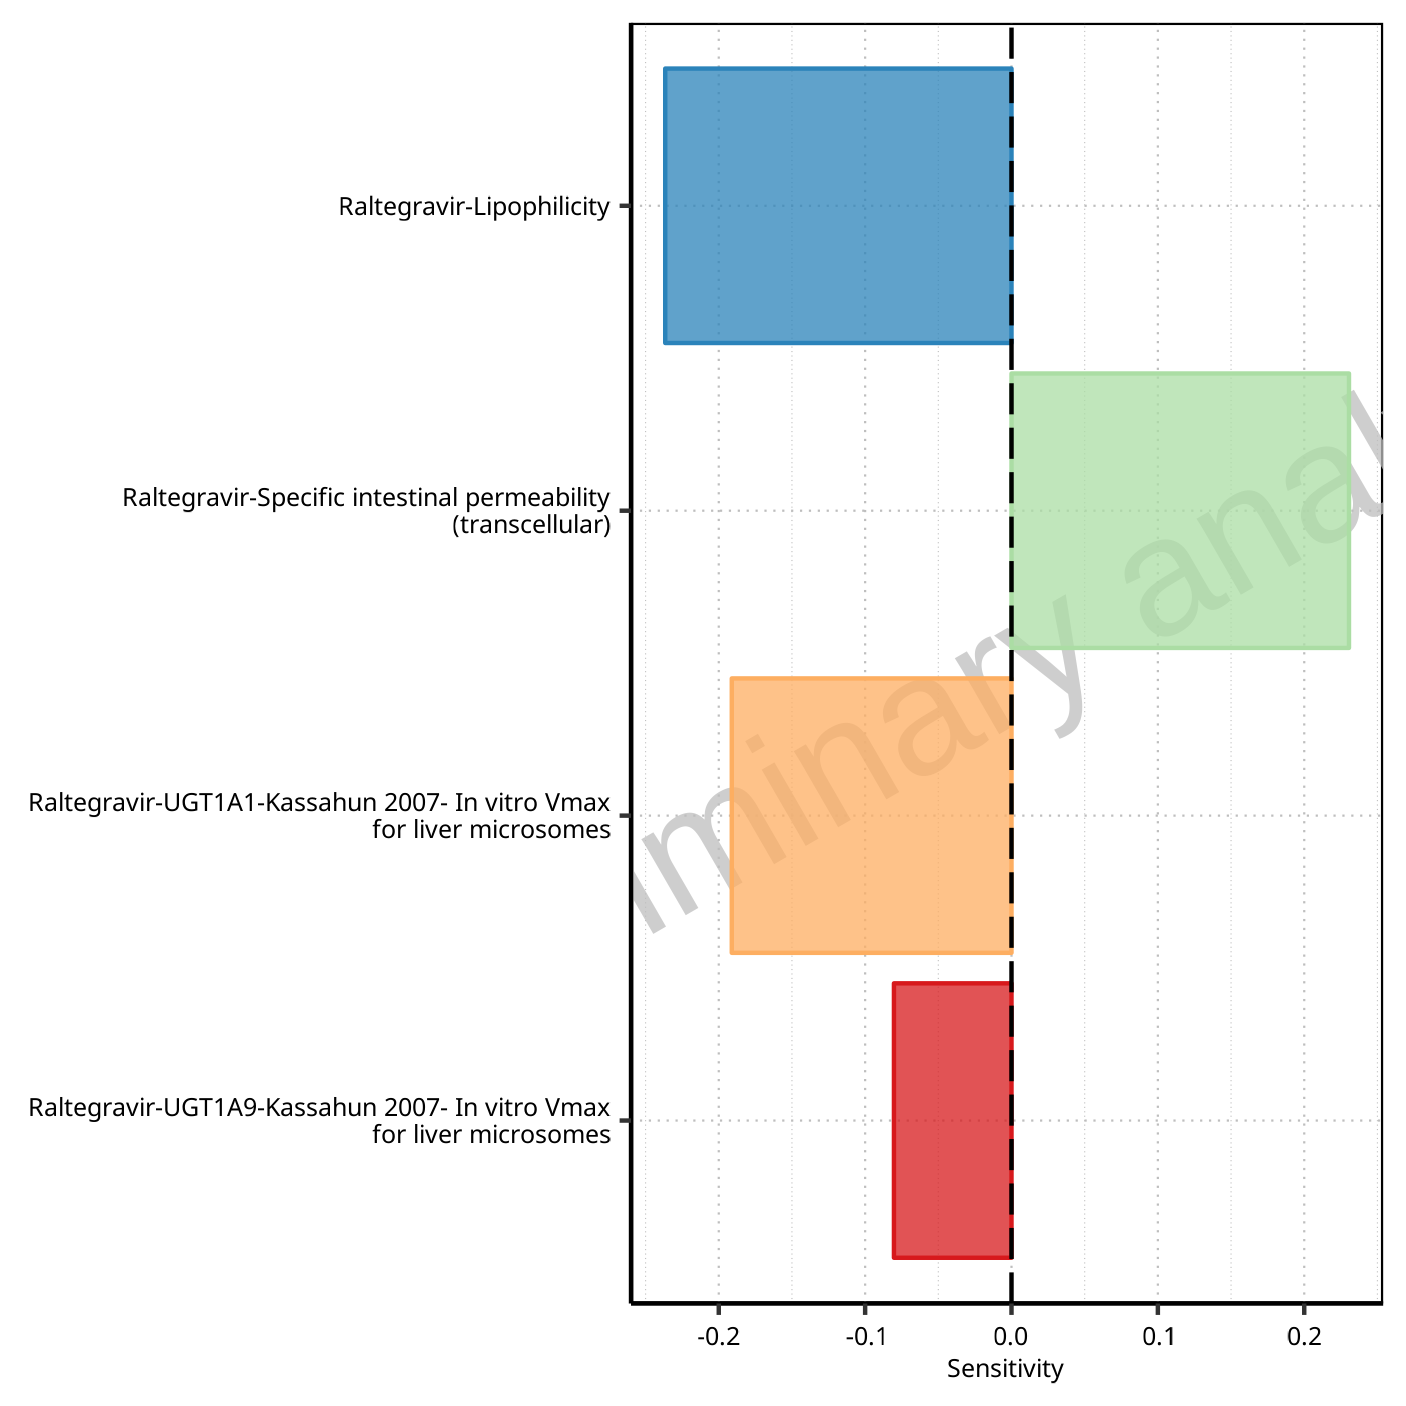 Raltegravir-Lipophilicity
Raltegravir-Specific intestinal permeability
(transcellular)
Raltegravir-UGT1A1-Kassahun 2007- In vitro Vmax
for liver microsomes
Raltegravir-UGT1A9-Kassahun 2007- In vitro Vmax
for liver microsomes
-0.2 -0.1 0.0 0.1 0.2
Sensitivity